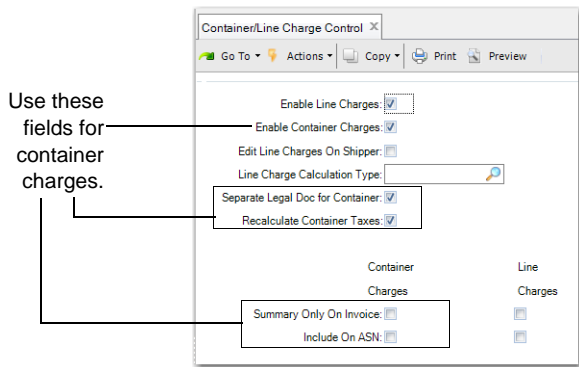 Container/Line Charge Control
Go To Actions Copy Print Preview
Use these
fields for
container
charges.
Enable Line Charges:
Enable Container Charges:
Edit Line Charges On Shipper:
Line Charge Calculation Type:
Separate Legal Doc for Container:
Recalculate Container Taxes:
Container Line
Charges Charges
Summary Only On Invoice:
Include On ASN: